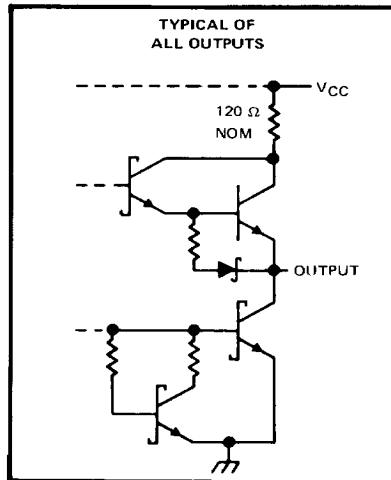 TYPICAL OF
ALL OUTPUTS
VCC
120 Ω
NOM
OUTPUT